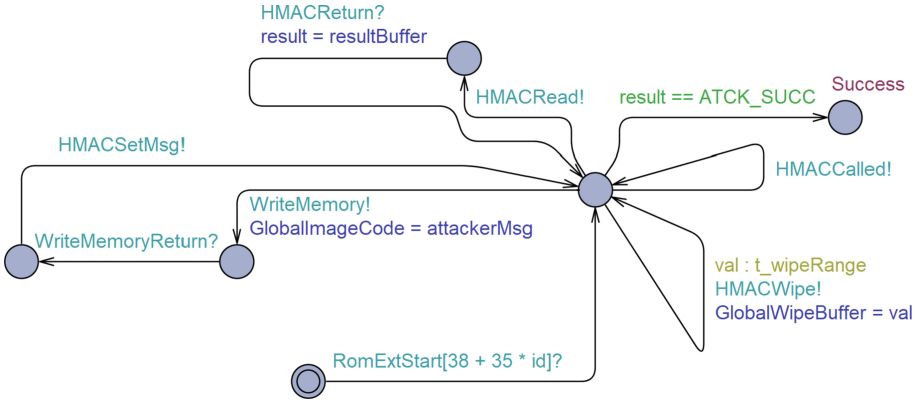 HMACReturn?
result = resultBuffer
HMACRead!
result == ATCK_SUCC
Success
HMACSetMsg!
HMACCalled!
WriteMemory!
GlobalImageCode = attackerMsg
WriteMemoryReturn?
val : t_wipeRange
HMACWipe!
GlobalWipeBuffer = val
RomExtStart[38 + 35 * id]?